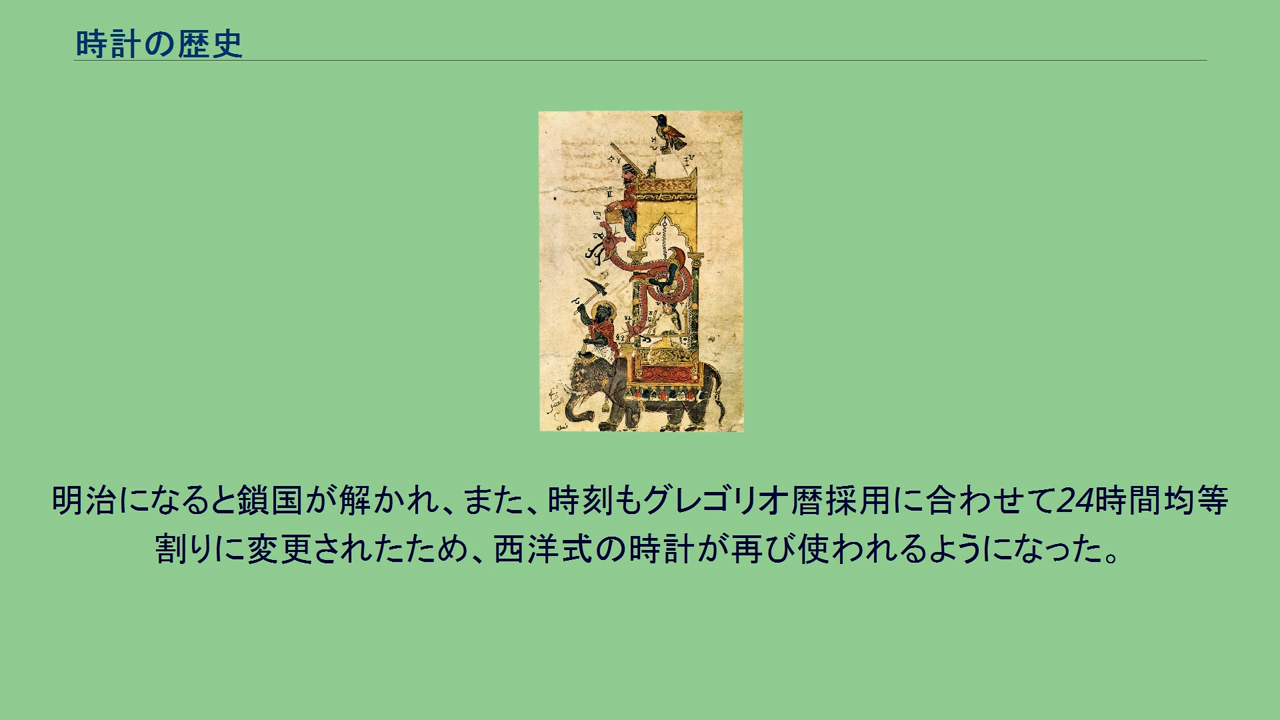 時計の歴史
明治になると鎖国が解かれ、また、時刻もグレゴリオ暦採用に合わせて24時間均等
割りに変更されたため、西洋式の時計が再び使われるようになった。